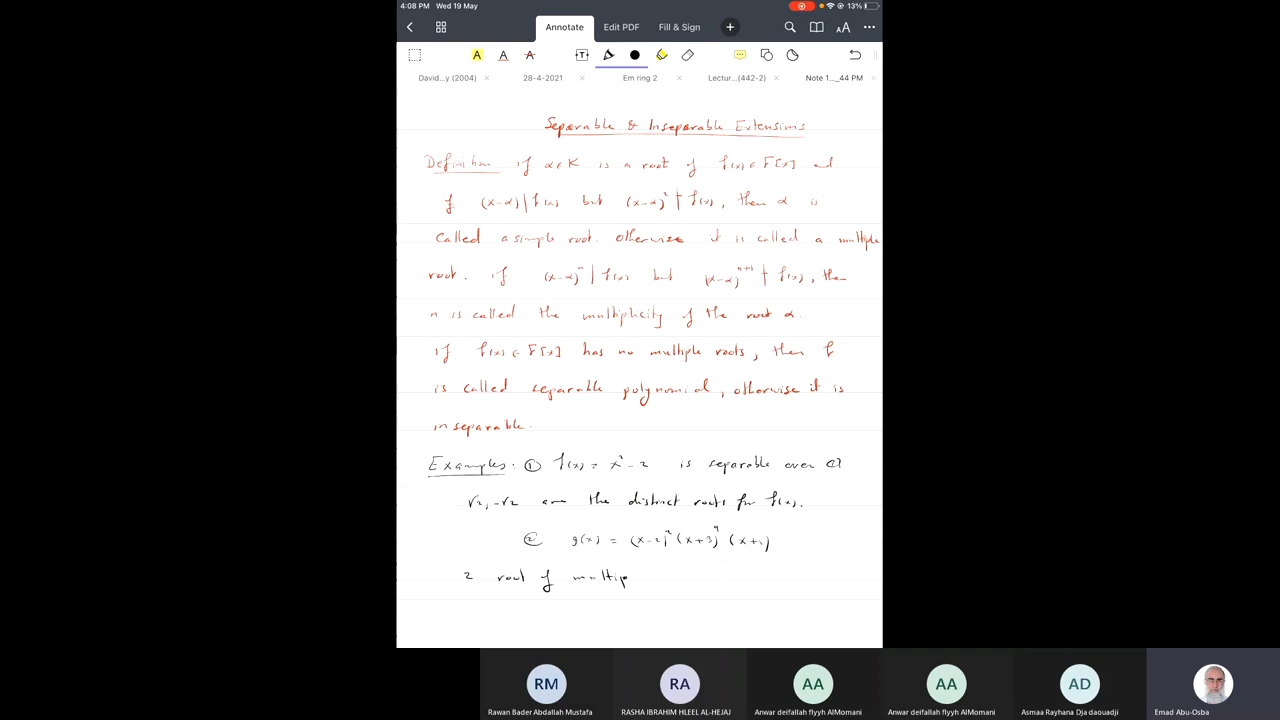 4:08 PM Wed 19 May 13%
Annotate Edit PDF Fill & Sign
David...y (2004) 28-4-2021 Em ring 2 Lectur...(442-2) Note 1..._44 PM
Separable & Inseparable Extensions
Definition If α ∈ K is a root of f(x) ∈ F[x] and
if (x-α) | f(x) but (x-α)² ∤ f(x), then α is
called a simple root. otherwise it is called a multiple
root. If (x-α)ⁿ | f(x) but (x-α)ⁿ⁺¹ ∤ f(x), then
n is called the multiplicity of the root α.
If f(x) ∈ F[x] has no multiple roots, then f
is called separable polynomial, otherwise it is
inseparable.
Examples. ① f(x) = x² - 2 is separable over Q
√2, -√2 are the distinct roots for f(x).
② g(x) = (x-2)² (x+3)⁴ (x+1)
2 root of multip
RM RA AA AA AD
Rawan Bader Abdallah Mustafa RASHA IBRAHIM HLEEL AL-HEJAJ Anwar deifallah flyyh AlMomani Anwar deifallah flyyh AlMomani Asmaa Rayhana Dja daouadji Emad Abu-Osba